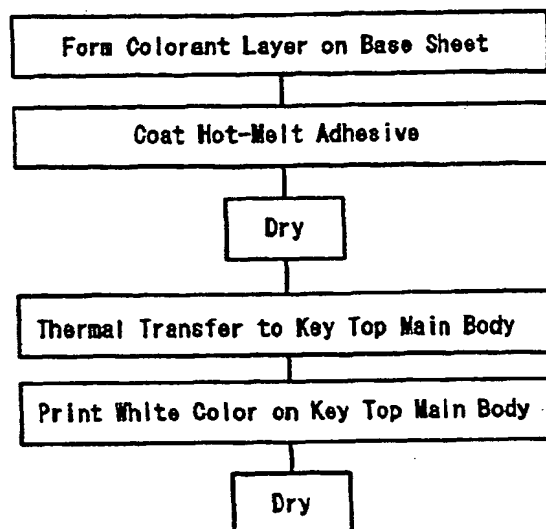 Form Colorant Layer on Base Sheet
Coat Hot-Melt Adhesive
Dry
Thermal Transfer to Key Top Main Body
Print White Color on Key Top Main Body
Dry